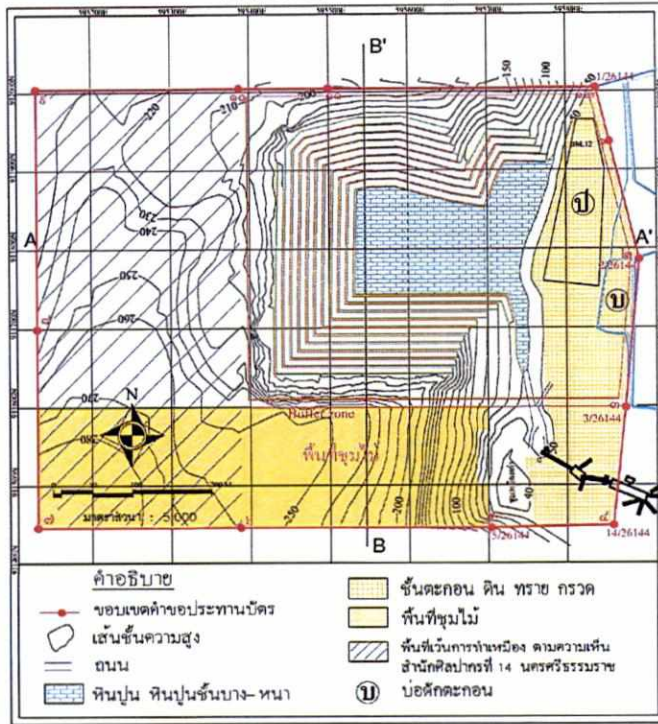 B'
-200
-150
100
50
1/26144
-220
-210
194.12
-230
-240
ป
A
A'
2/26144
-250
บ
-260
3/26144
-270
Buffer zone
N
-280
พื้นที่ชุมไม้
50
40
มาตราส่วน 1 : 5,000
-250
-200
100
B
5/26144
14/26144
คำอธิบาย
ขอบเขตคำขอประทานบัตร
เส้นชั้นความสูง
ถนน
หินปูน หินปูนชั้นบาง-หนา
ชั้นตะกอน ดิน ทราย กรวด
พื้นที่ชุมไม้
พื้นที่เว้นการทำเหมือง ตามความเห็น
สำนักศิลปากรที่ 14 นครศรีธรรมราช
บ บ่อดักตะกอน